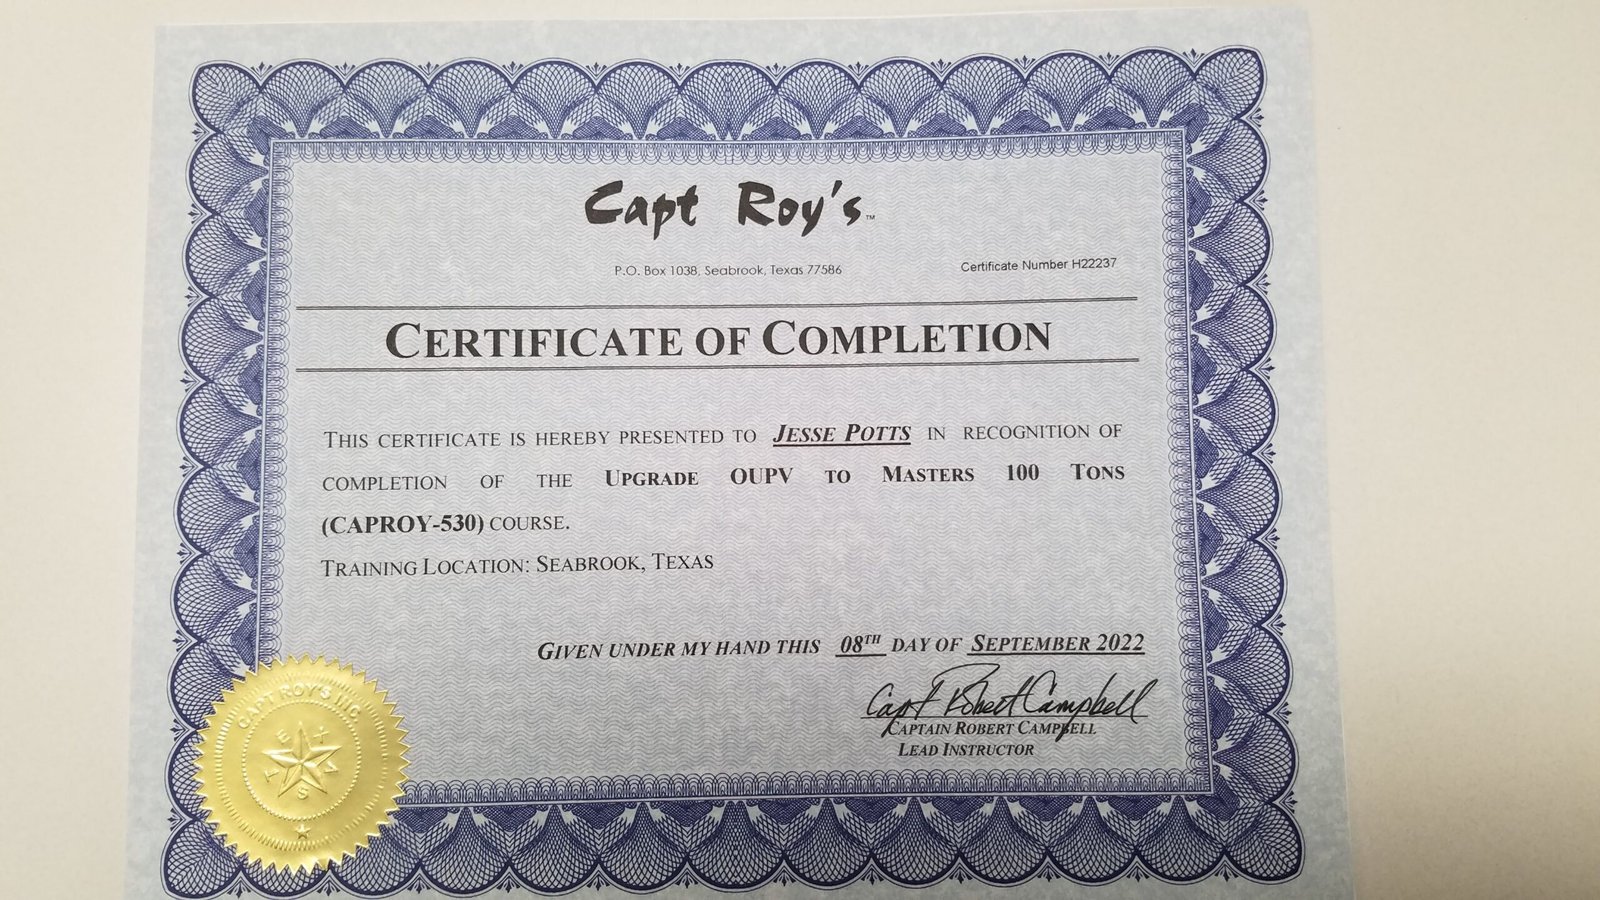 Capt Roy's™
P.O. Box 1038, Seabrook, Texas 77586
Certificate Number H22237
CERTIFICATE OF COMPLETION
THIS CERTIFICATE IS HEREBY PRESENTED TO JESSE POTTS IN RECOGNITION OF
COMPLETION OF THE UPGRADE OUPV TO MASTERS 100 TONS
(CAPROY-530) COURSE.
TRAINING LOCATION: SEABROOK, TEXAS
GIVEN UNDER MY HAND THIS 08TH DAY OF SEPTEMBER 2022
Capt Robert Campbell
CAPTAIN ROBERT CAMPBELL
LEAD INSTRUCTOR
CAPT ROY'S INC.
TEXAS